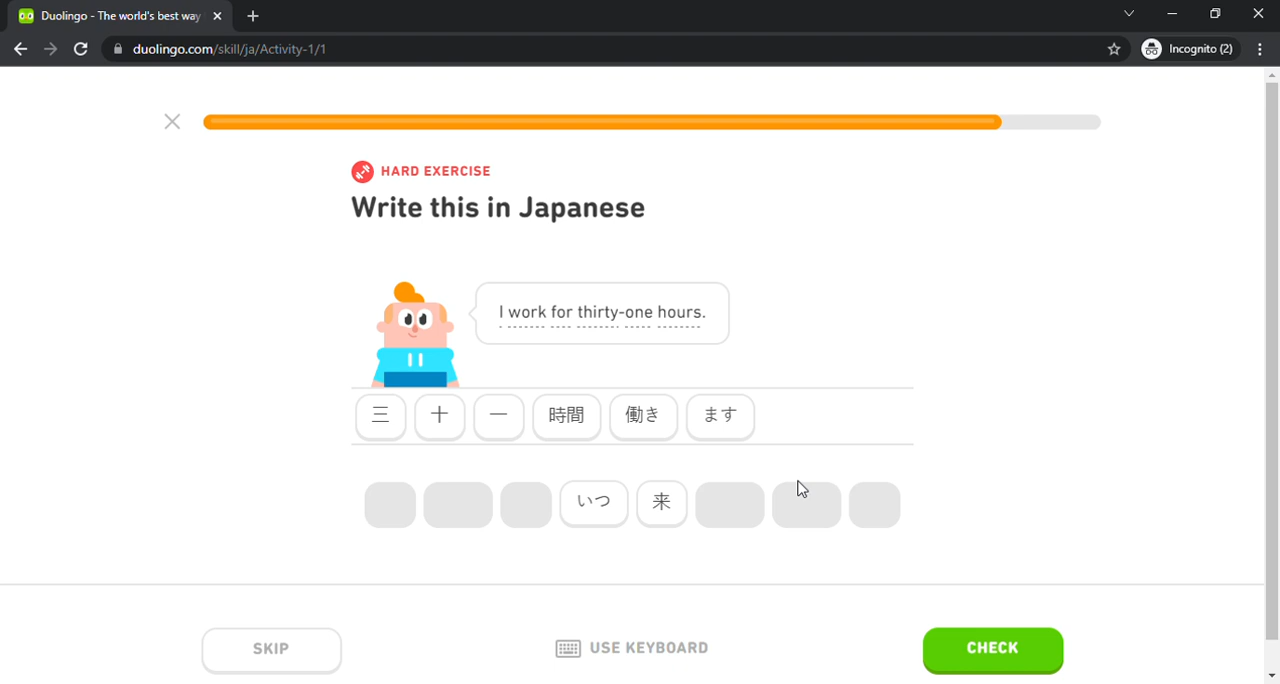 Duolingo - The world's best way
duolingo.com/skill/ja/Activity-1/1
Incognito (2)
HARD EXERCISE
Write this in Japanese
I work for thirty-one hours.
三 十 一 時間 働き ます
いつ 来
SKIP
USE KEYBOARD
CHECK